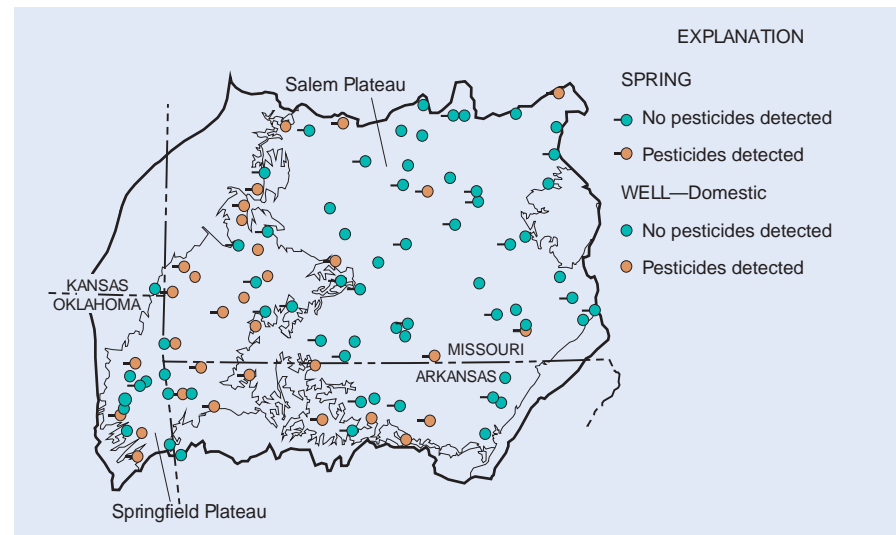 EXPLANATION
SPRING
No pesticides detected
Pesticides detected
WELL—Domestic
No pesticides detected
Pesticides detected
Salem Plateau
KANSAS
OKLAHOMA
MISSOURI
ARKANSAS
Springfield Plateau